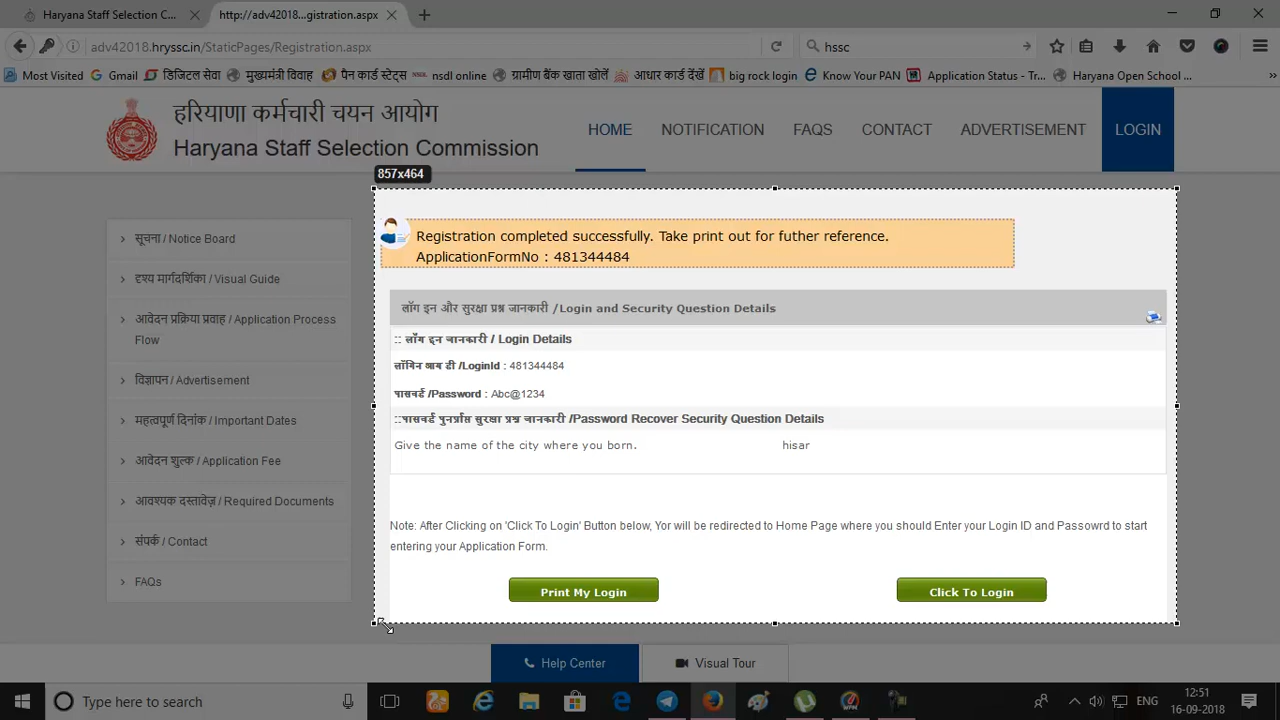 Haryana Staff Selection C...
http://adv42018...gistration.aspx
adv42018.hryssc.in/StaticPages/Registration.aspx
hssc
Most Visited
Gmail
डिजिटल सेवा
मुख्यमंत्री विवाह
पैन कार्ड स्टेट्स
nsdl online
ग्रामीण बैंक खाता खोलें
आधार कार्ड देंखें
big rock login
Know Your PAN
Application Status - Tr...
Haryana Open School ...
हरियाणा कर्मचारी चयन आयोग
Haryana Staff Selection Commission
HOME
NOTIFICATION
FAQS
CONTACT
ADVERTISEMENT
LOGIN
857x464
सूचना / Notice Board
दृश्य मार्गदर्शिका / Visual Guide
आवेदन प्रक्रिया प्रवाह / Application Process
Flow
विज्ञापन / Advertisement
महत्वपूर्ण दिनांक / Important Dates
आवेदन शुल्क / Application Fee
आवश्यक दस्तावेज़ / Required Documents
संपर्क / Contact
FAQs
Registration completed successfully. Take print out for futher reference.
ApplicationFormNo : 481344484
लॉग इन और सुरक्षा प्रश्न जानकारी /Login and Security Question Details
:: लॉग इन जानकारी / Login Details
लॉगिन आय डी /LoginId : 481344484
पासवर्ड /Password : Abc@1234
::पासवर्ड पुनर्प्राप्त सुरक्षा प्रश्न जानकारी /Password Recover Security Question Details
Give the name of the city where you born. hisar
Note: After Clicking on 'Click To Login' Button below, Yor will be redirected to Home Page where you should Enter your Login ID and Passowrd to start
entering your Application Form.
Print My Login
Click To Login
Help Center
Visual Tour
Type here to search
ENG
12:51
16-09-2018